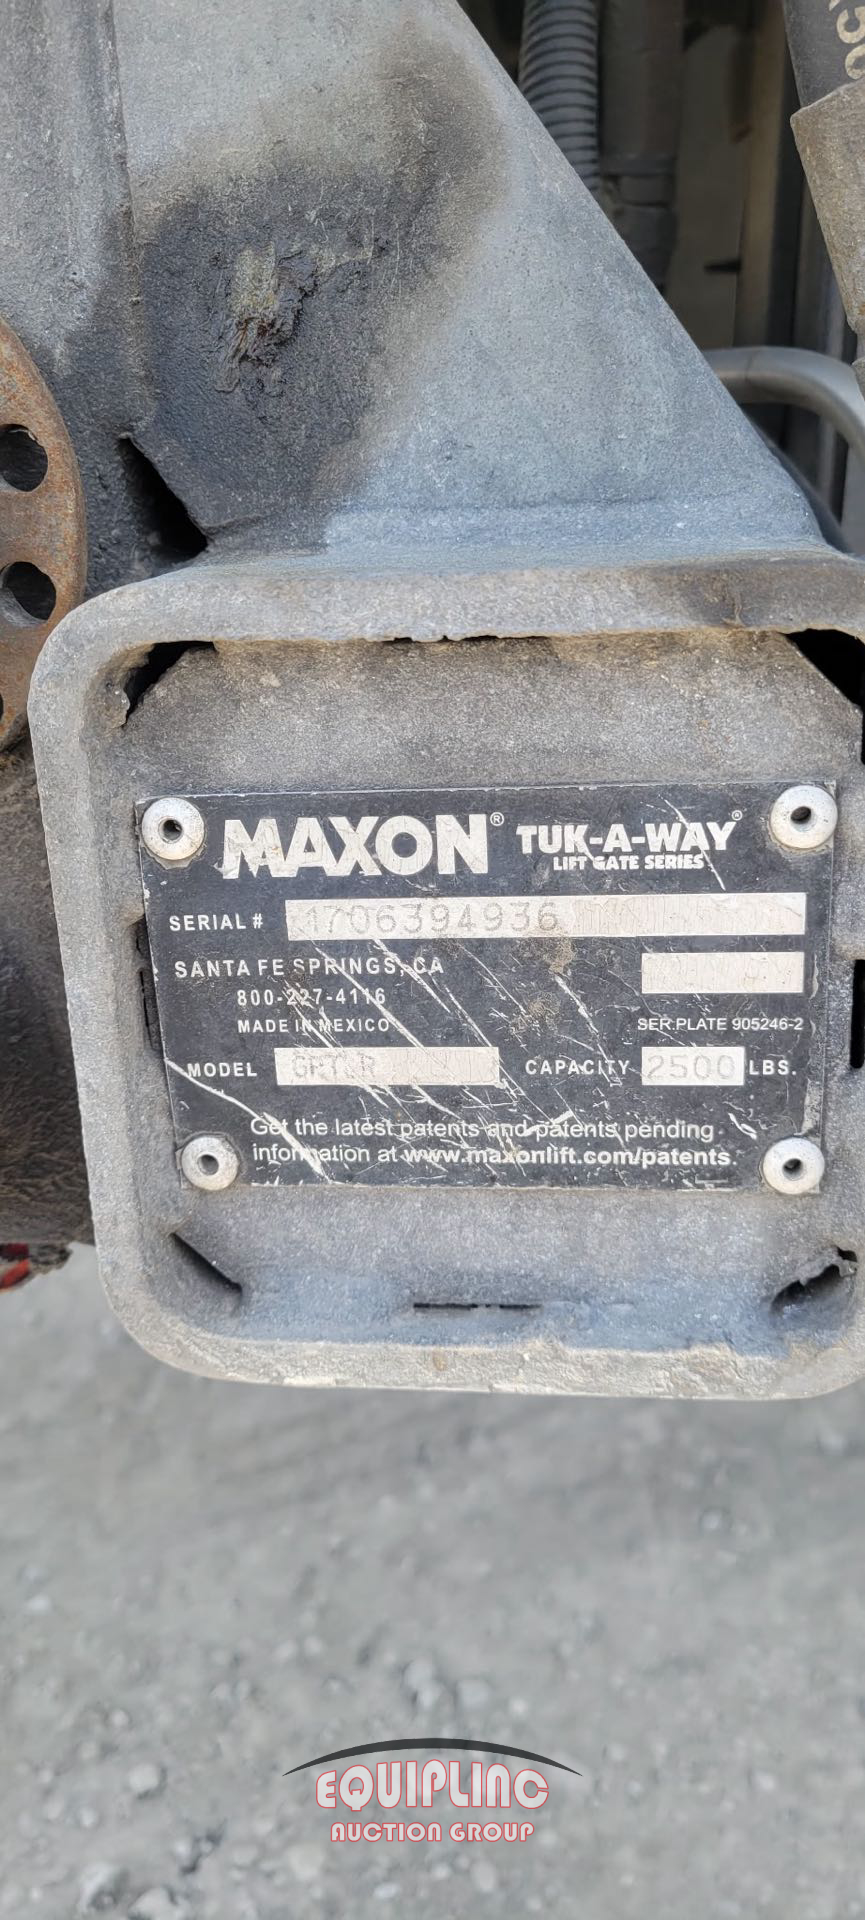 MAXON® TUK-A-WAY®
LIFT GATE SERIES
SERIAL # 1706394936
SANTA FE SPRINGS, CA
800-227-4116
MADE IN MEXICO
SER.PLATE 905246-2
MODEL
CAPACITY 2500 LBS.
Get the latest patents and patents pending
information at www.maxonlift.com/patents.
EQUIPLINC
AUCTION GROUP